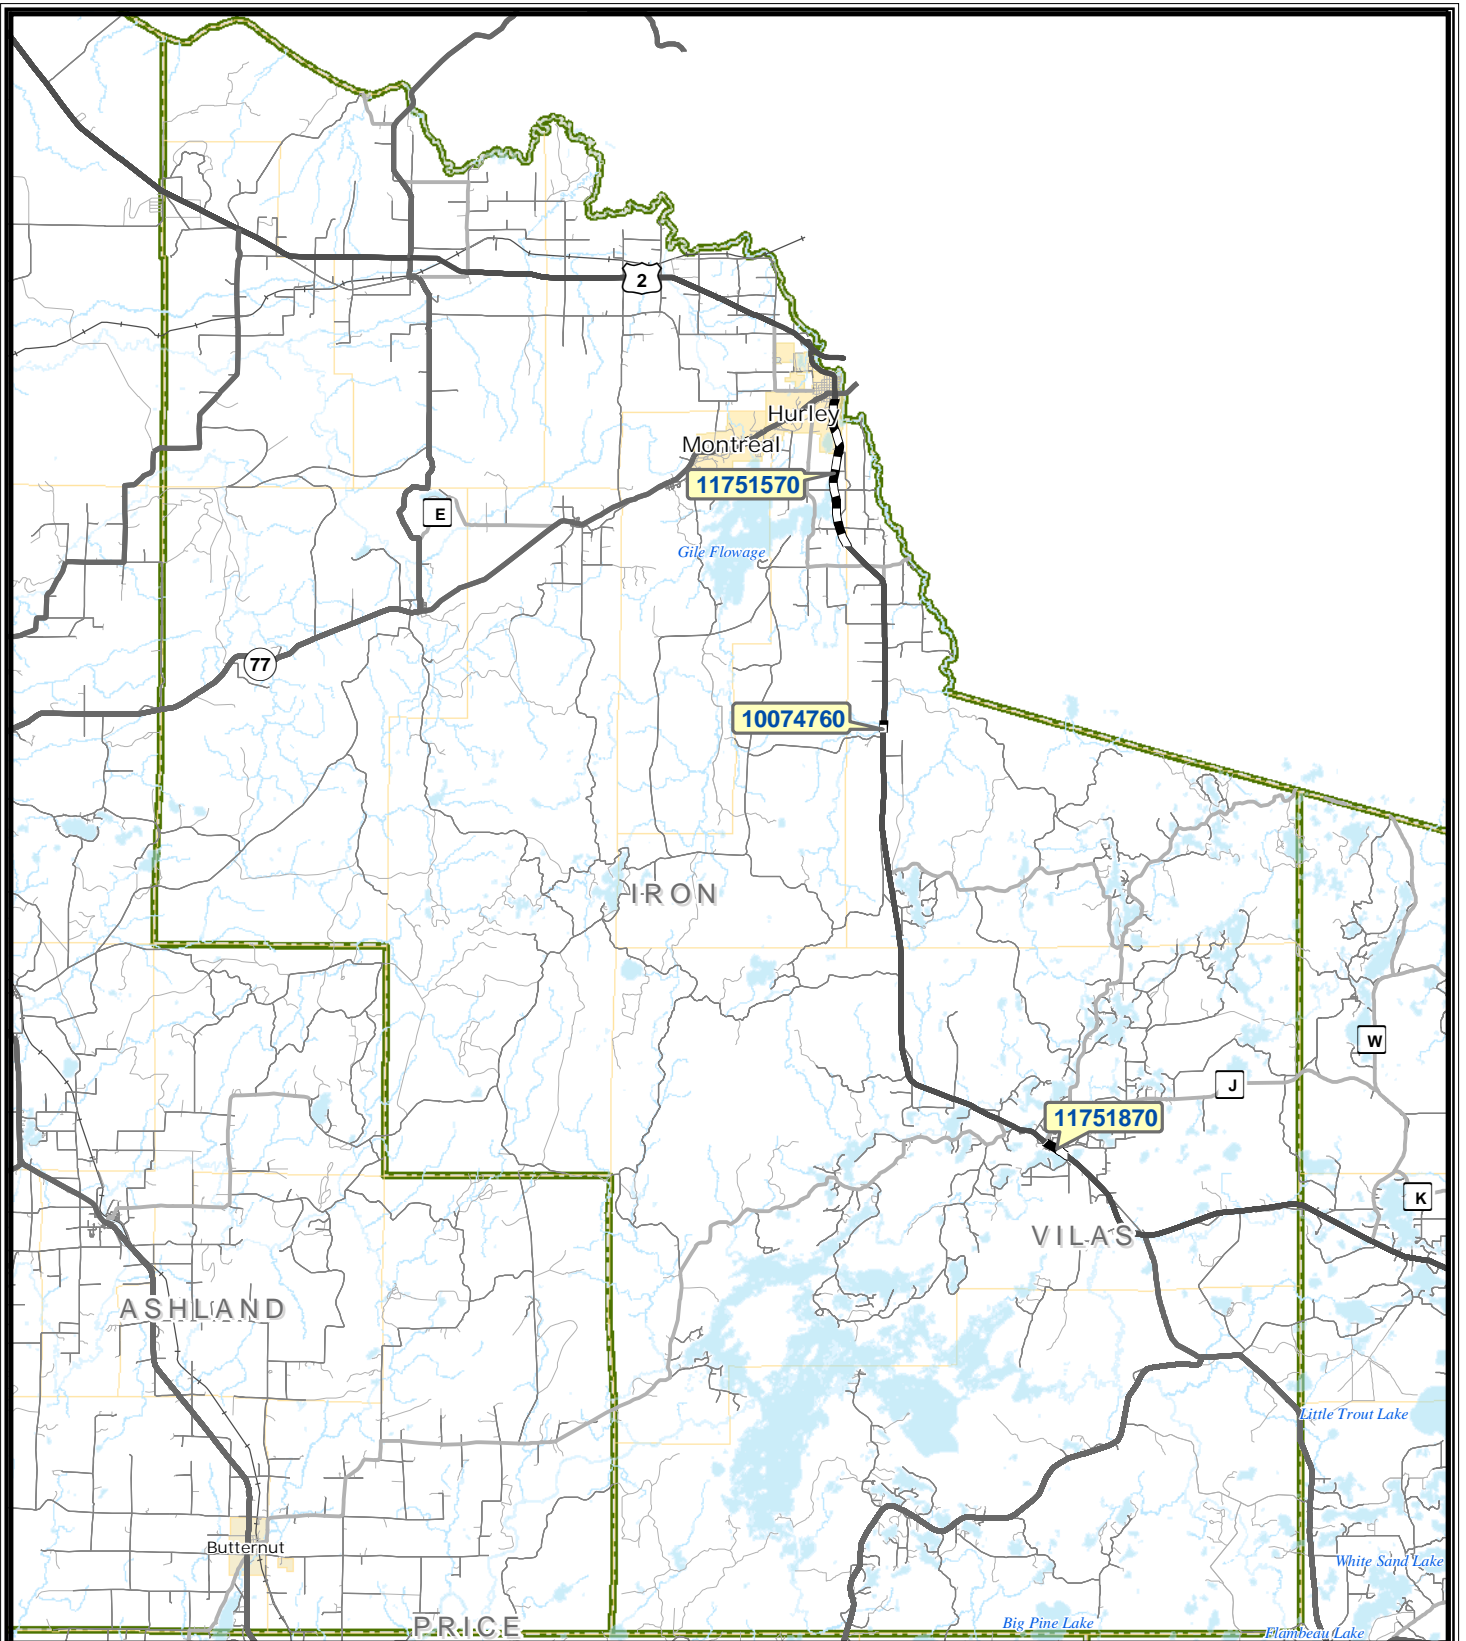 2
Hurley
Montreal
11751570
E
Gile Flowage
77
10074760
IRON
W
J
11751870
K
VILAS
ASHLAND
Little Trout Lake
Butternut
White Sand Lake
PRICE
Big Pine Lake
Flambeau Lake